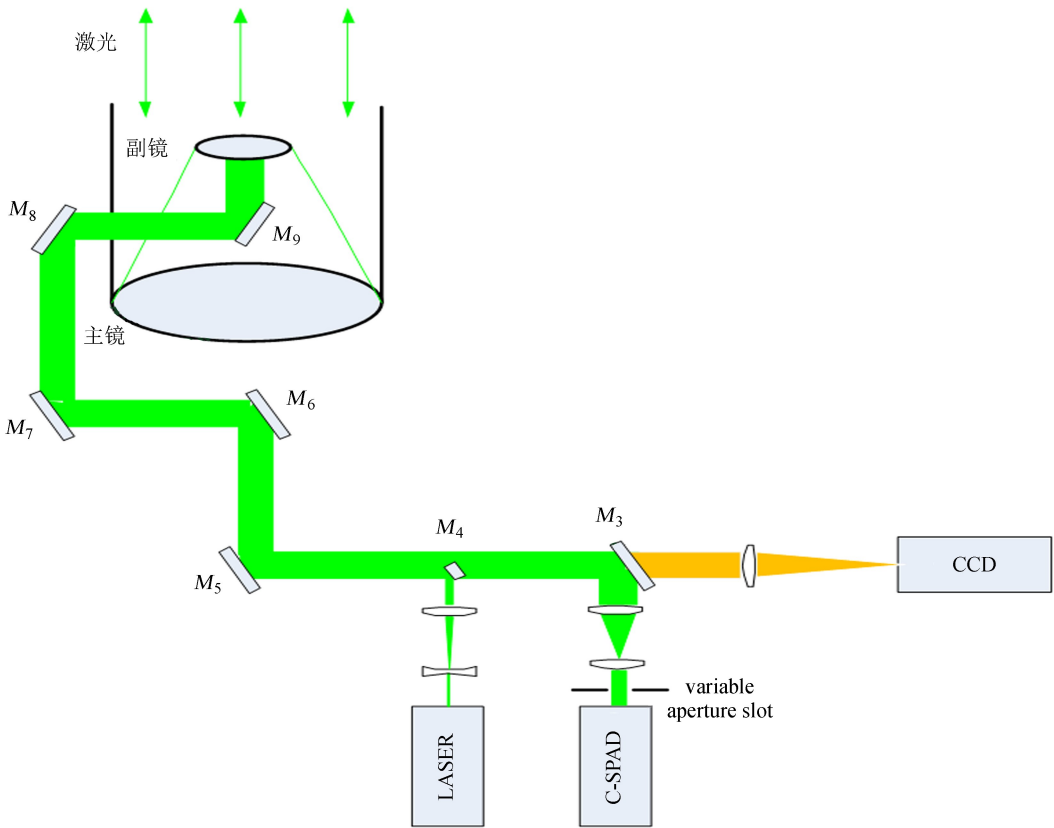 激光
副镜
M8
M9
主镜
M6
M7
M3
M4
CCD
M5
variable
aperture slot
LASER
C-SPAD